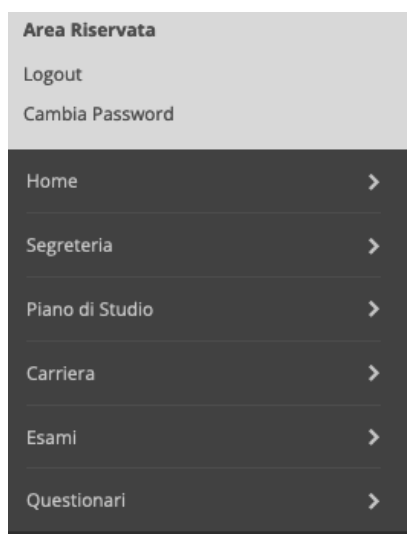 Area Riservata
Logout
Cambia Password
Home
Segreteria
Piano di Studio
Carriera
Esami
Questionari